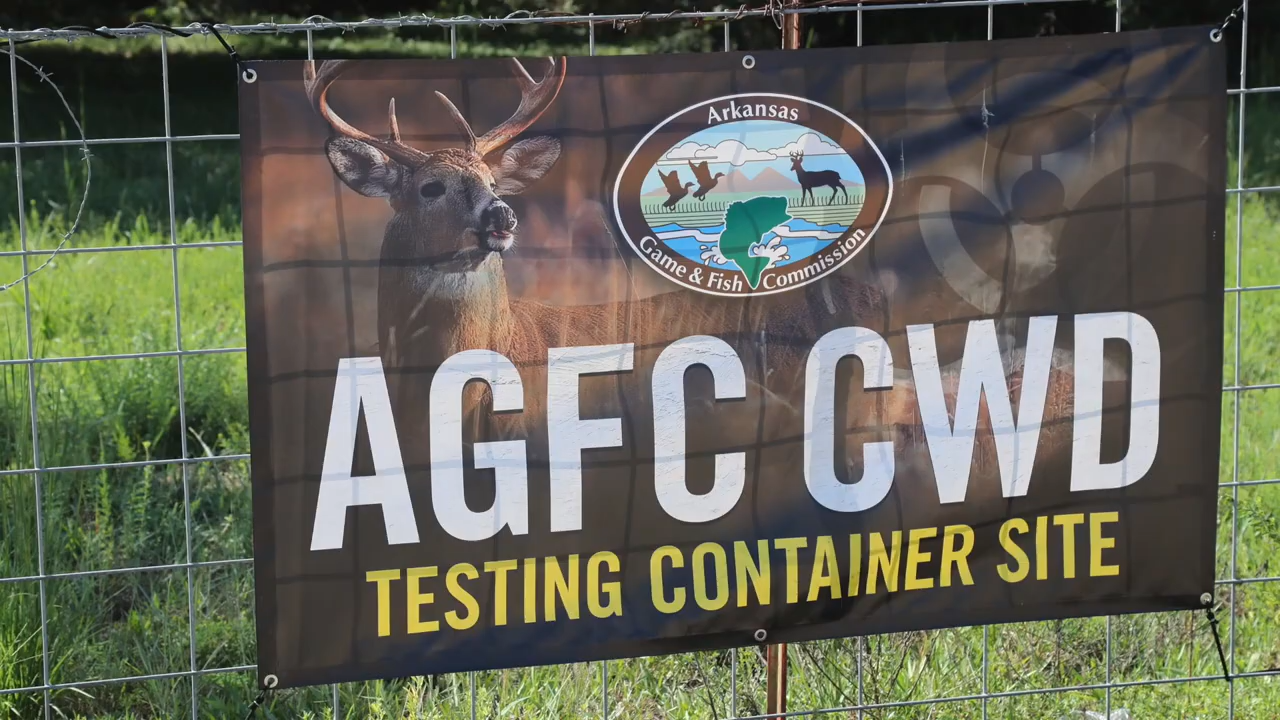 Arkansas
Game & Fish Commission
AGFC CWD
TESTING CONTAINER SITE